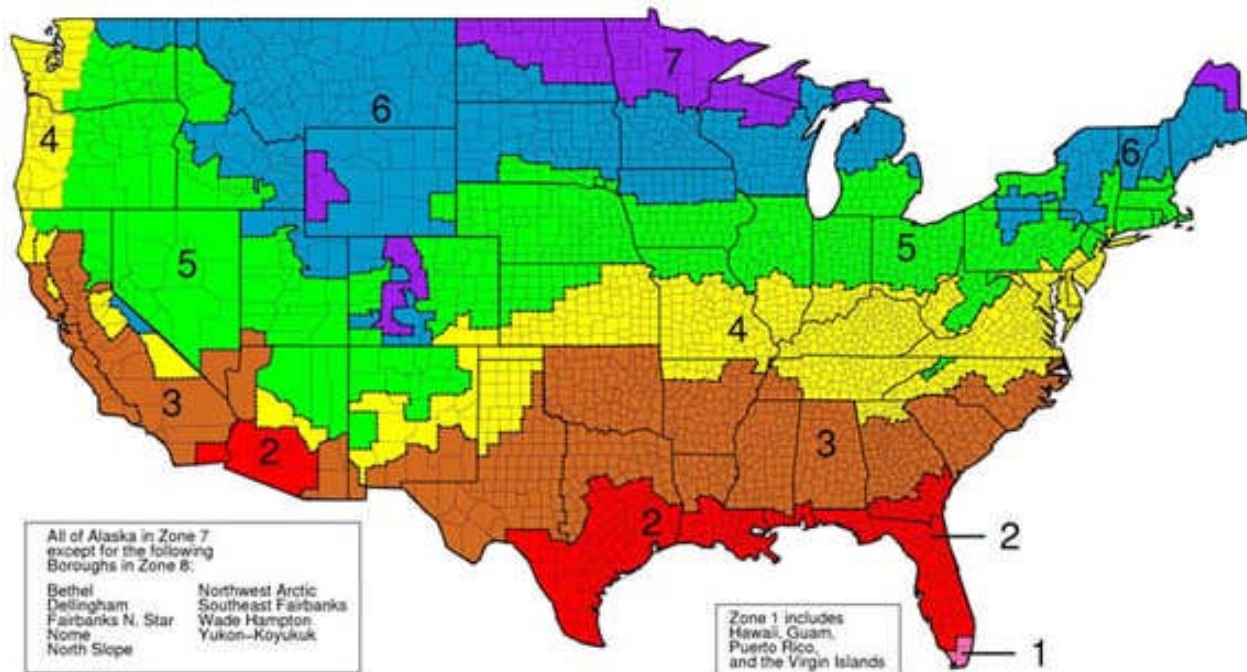 7
6
4
6
5
5
4
3
2
3
2
2
1
All of Alaska in Zone 7
except for the following
Boroughs in Zone 8:
Bethel Northwest Arctic
Dellingham Southeast Fairbanks
Fairbanks N. Star Wade Hampton
Nome Yukon-Koyukuk
North Slope
Zone 1 includes
Hawaii, Guam,
Puerto Rico,
and the Virgin Islands